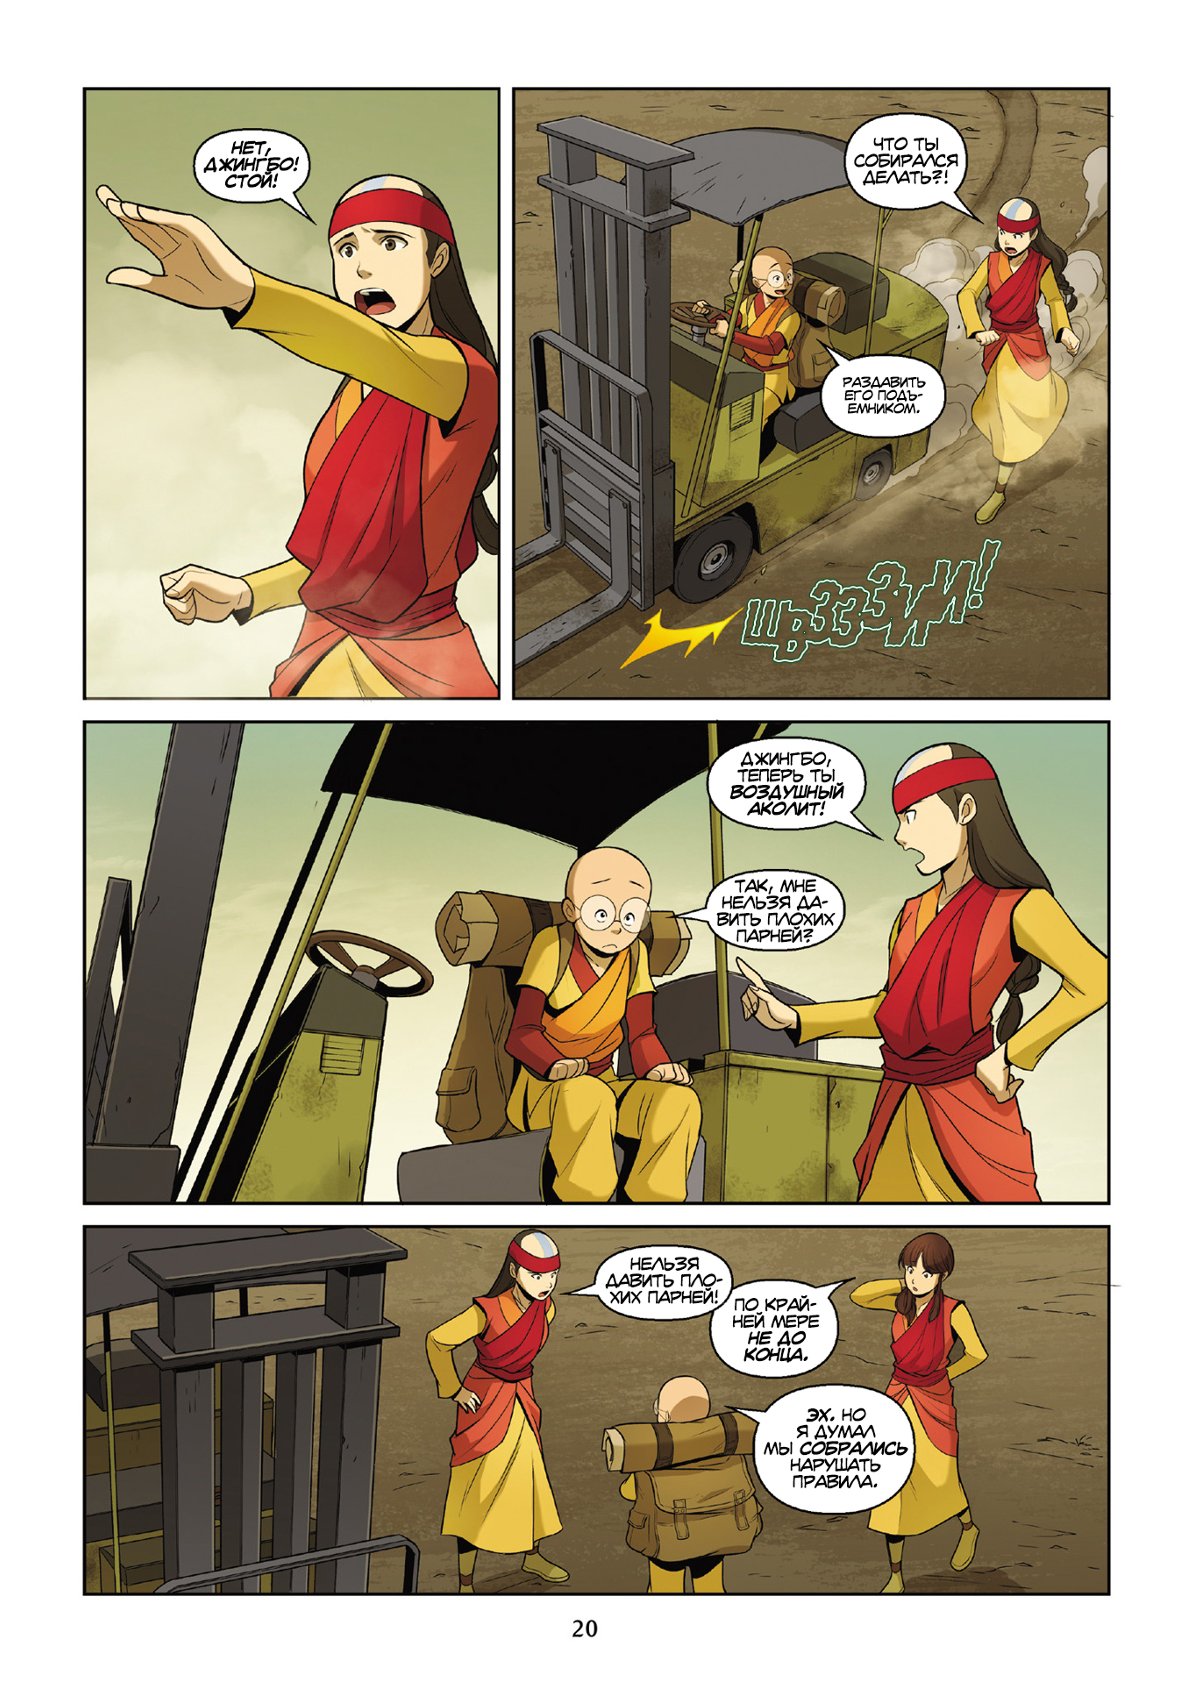 НЕТ,
ДЖИНГБО!
СТОЙ!
ЧТО ТЫ
СОБИРАЛСЯ
ДЕЛАТЬ?!
РАЗДАВИТЬ
ЕГО ПОДЪ-
ЕМНИКОМ.
ЩЬЗЗЗИИ!
ДЖИНГБО,
ТЕПЕРЬ ТЫ
ВОЗДУШНЫЙ
АКОЛИТ!
ТАК, МНЕ
НЕЛЬЗЯ ДА-
ВИТЬ ПЛОХИХ
ПАРНЕЙ?
НЕЛЬЗЯ
ДАВИТЬ ПЛО-
ХИХ ПАРНЕЙ!
ПО КРАЙ-
НЕЙ МЕРЕ
НЕ ДО
КОНЦА.
ЭХ. НО
Я ДУМАЛ
МЫ СОБРАЛИСЬ
НАРУШАТЬ
ПРАВИЛА.
20